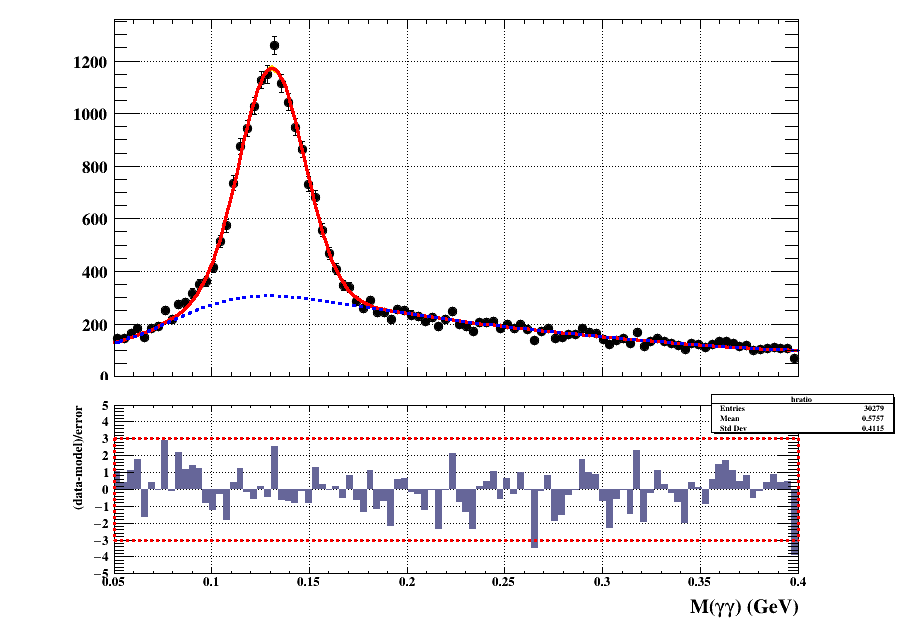 1200
1000
800
600
400
200
0
hratio
Entries 30279
Mean 0.5757
Std Dev 0.4115
(data-model)/error
5
4
3
2
1
0
−1
−2
−3
−4
−5
0.05 0.1 0.15 0.2 0.25 0.3 0.35 0.4
M(γγ) (GeV)